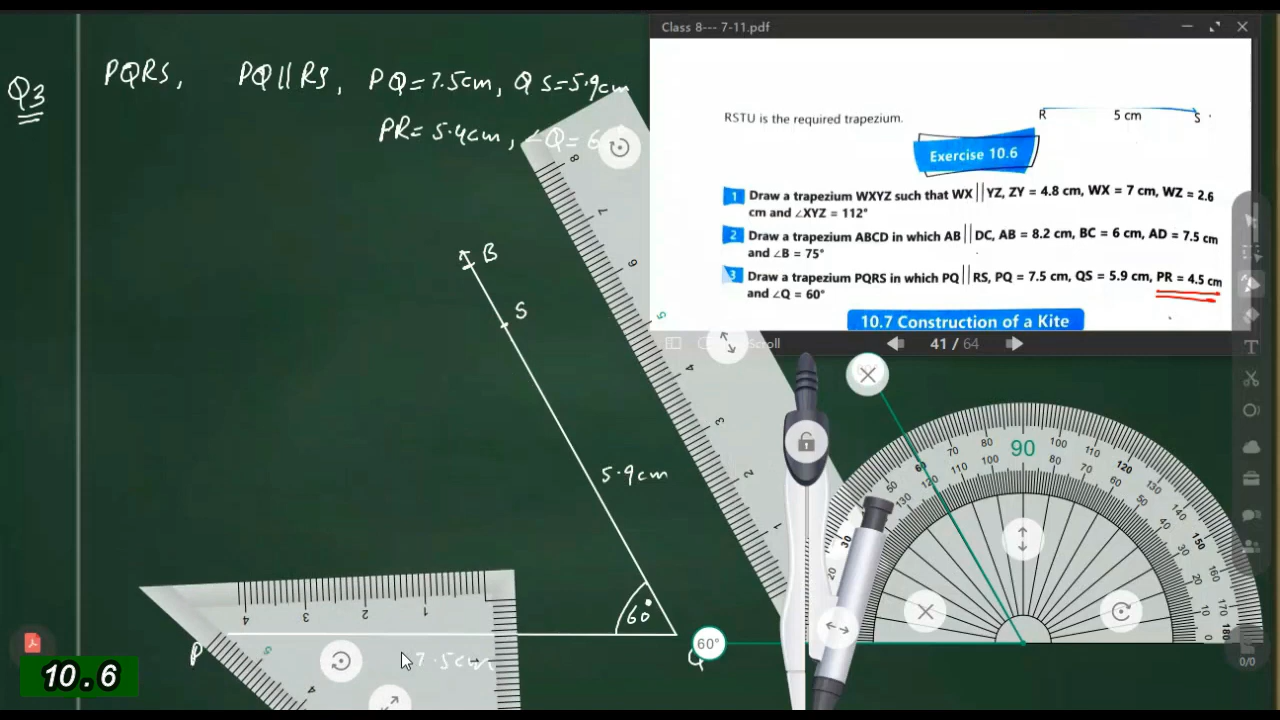 Class 8--- 7-11.pdf
Q3
PQRS, PQ||RS, PQ=7.5cm, QS=5.9cm
PR=5.4cm, ∠Q=6
RSTU is the required trapezium.
R 5 cm S
Exercise 10.6
1 Draw a trapezium WXYZ such that WX||YZ, ZY = 4.8 cm, WX = 7 cm, WZ = 2.6
cm and ∠XYZ = 112°
2 Draw a trapezium ABCD in which AB||DC, AB = 8.2 cm, BC = 6 cm, AD = 7.5 cm
and ∠B = 75°
3 Draw a trapezium PQRS in which PQ||RS, PQ = 7.5 cm, QS = 5.9 cm, PR = 4.5 cm
and ∠Q = 60°
10.7 Construction of a Kite
41 / 64
B
S
5.9cm
60°
P
7.5cm
Q
60°
90
0/0
10.6